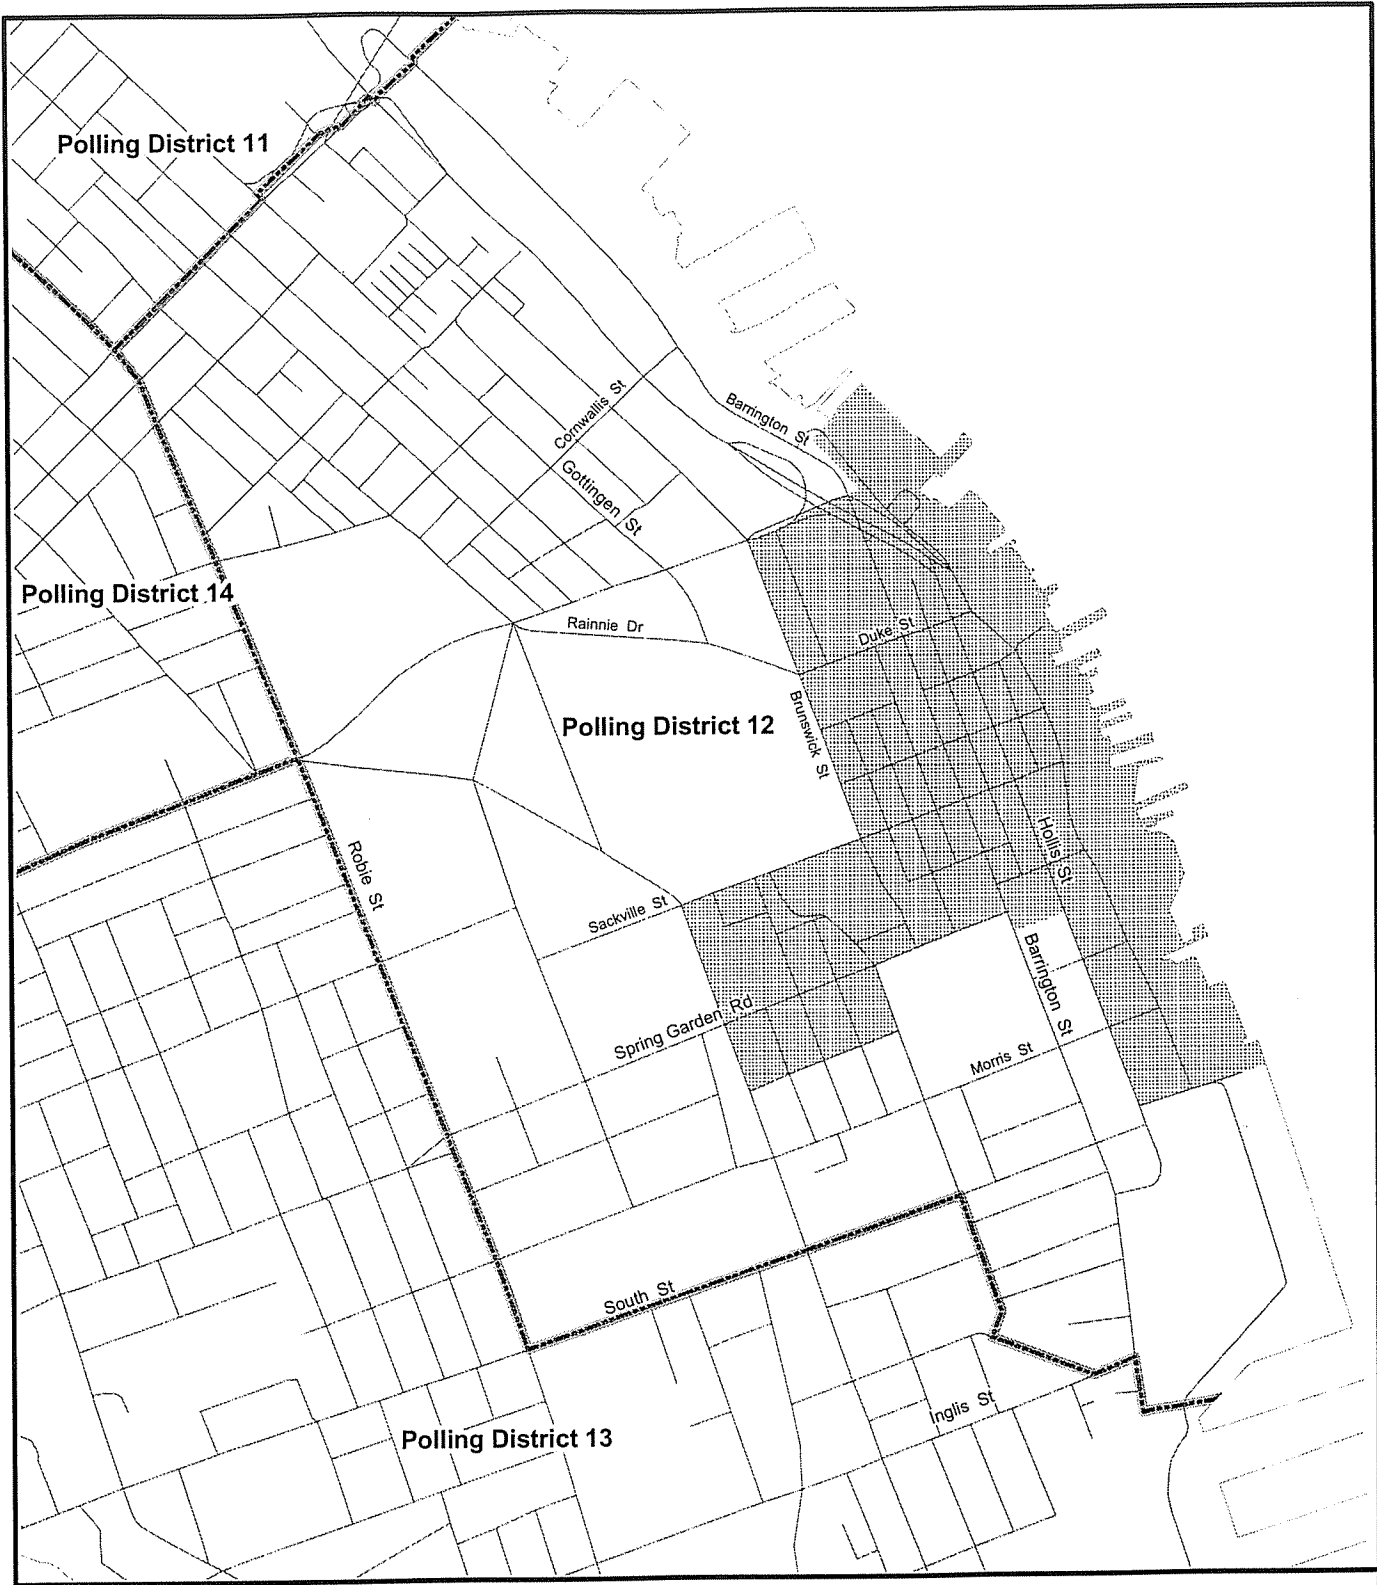 Polling District 11
Cornwallis St
Barrington St
Gottingen St
Polling District 14
Rainnie Dr
Duke St
Polling District 12
Brunswick St
Robie St
Hollis St
Sackville St
Barrington St
Spring Garden Rd
Morris St
South St
Inglis St
Polling District 13